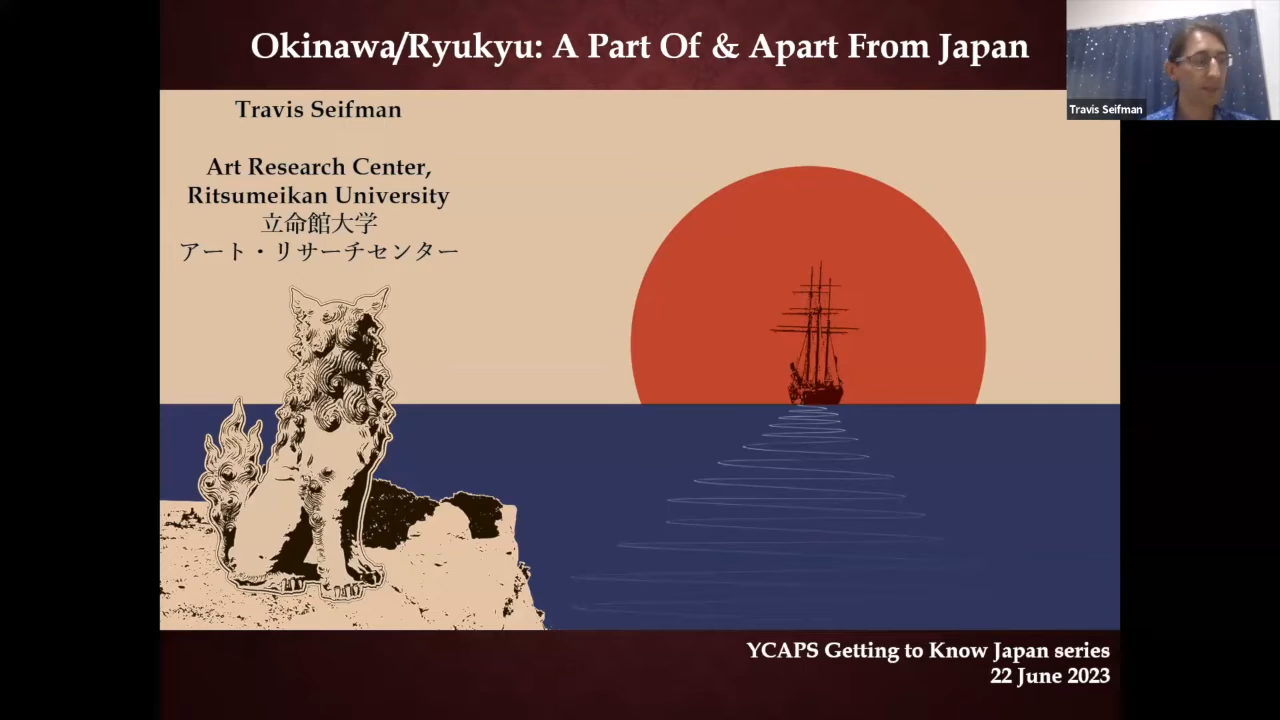 Okinawa/Ryukyu: A Part Of & Apart From Japan
Travis Seifman
Art Research Center,
Ritsumeikan University
立命館大学
アート・リサーチセンター
Travis Seifman
YCAPS Getting to Know Japan series
22 June 2023